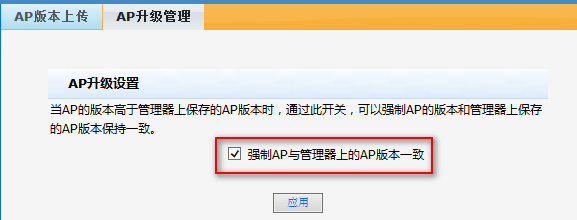 AP版本上传 AP升级管理
AP升级设置
当AP的版本高于管理器上保存的AP版本时，通过此开关，可以强制AP的版本和管理器上保存
的AP版本保持一致。
强制AP与管理器上的AP版本一致
应用